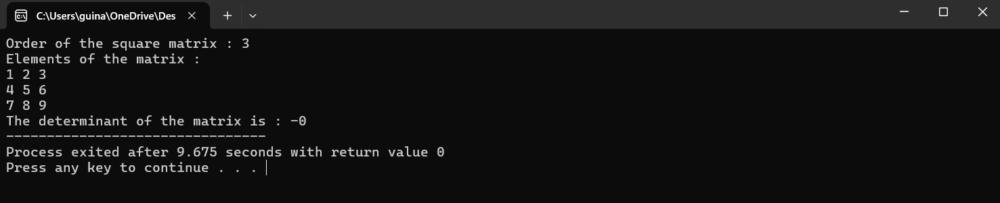 C:\Users\guina\OneDrive\Des
Order of the square matrix : 3
Elements of the matrix :
1 2 3
4 5 6
7 8 9
The determinant of the matrix is : -0
--------------------------------
Process exited after 9.675 seconds with return value 0
Press any key to continue . . .